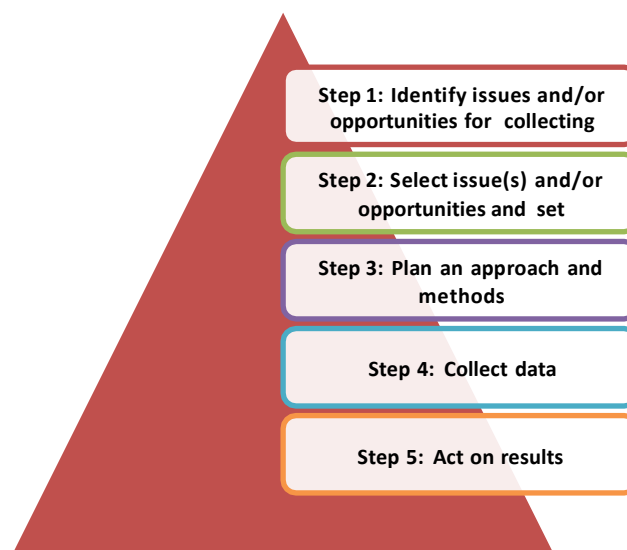 Step 1: Identify issues and/or
opportunities for collecting
Step 2: Select issue(s) and/or
opportunities and set
Step 3: Plan an approach and
methods
Step 4: Collect data
Step 5: Act on results